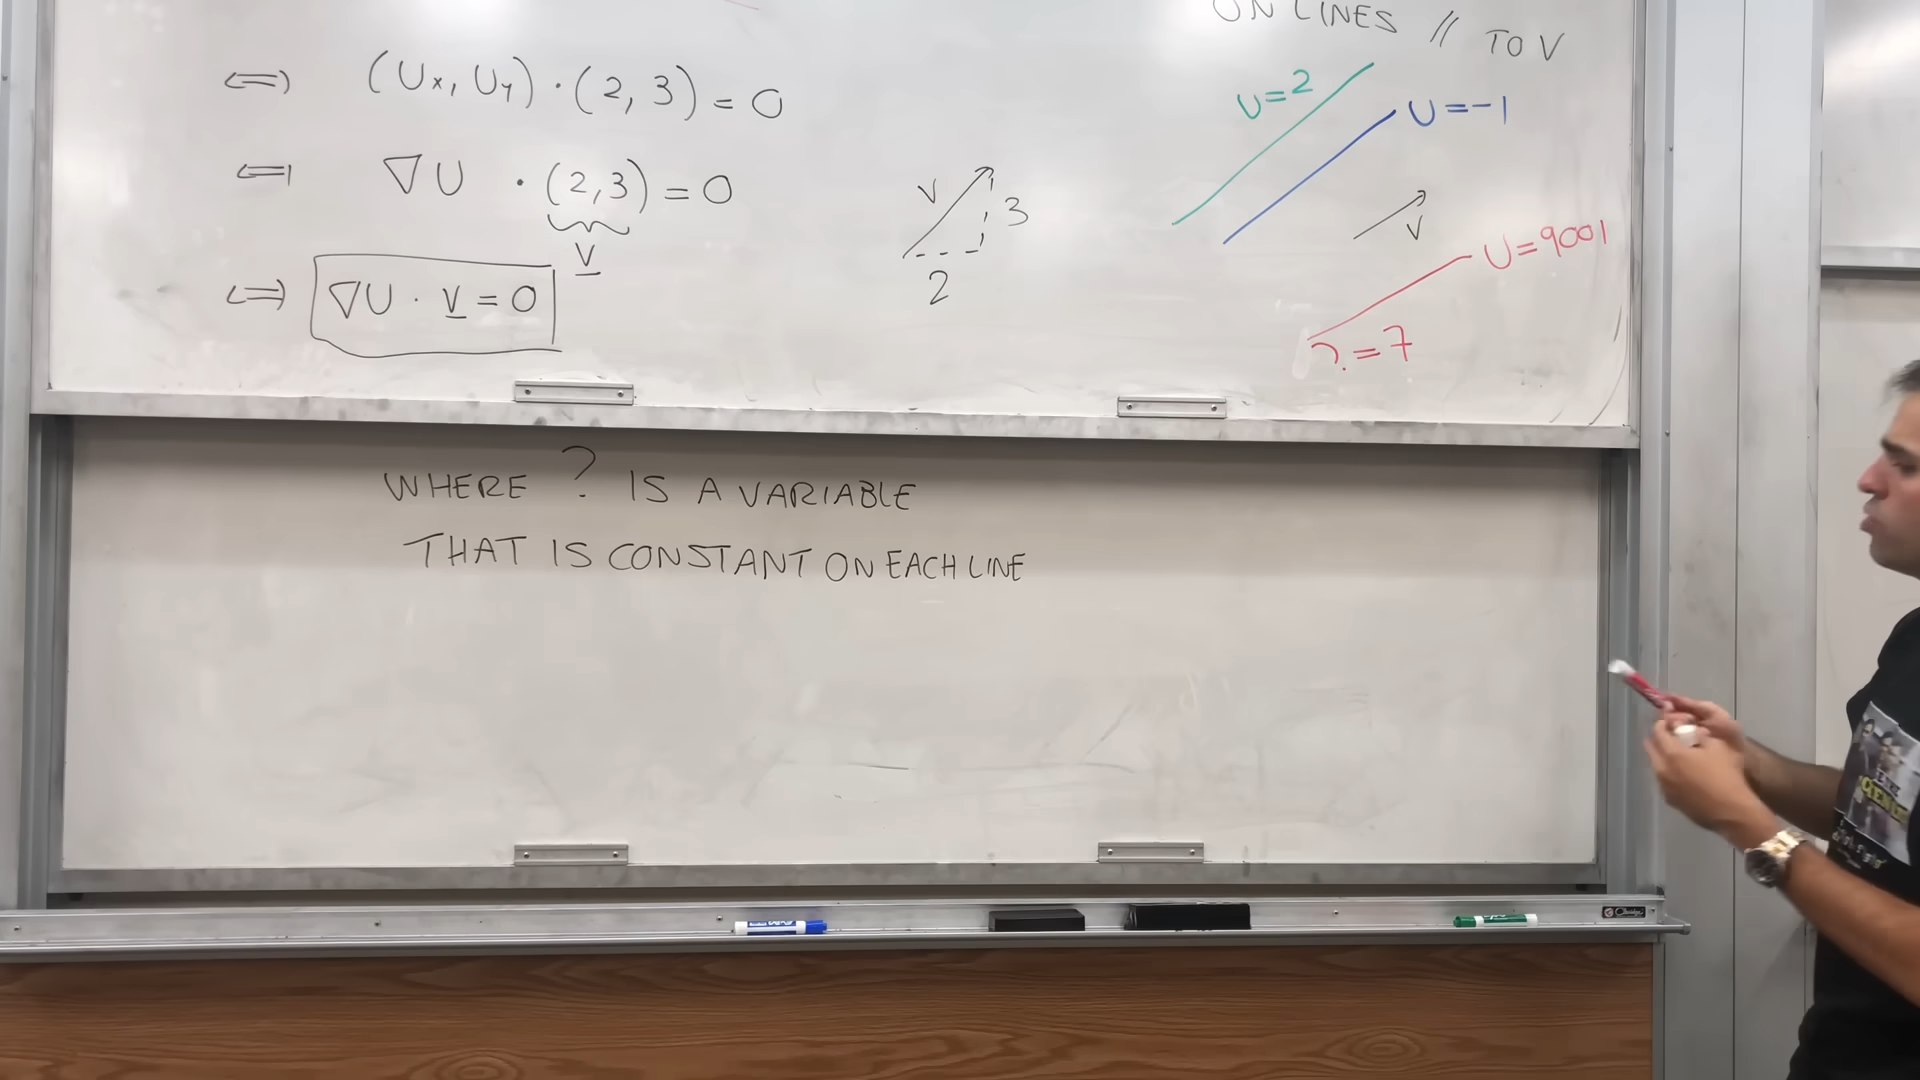 ON LINES // TO V
⇔ (Ux, Uy) · (2, 3) = 0
U=2
U=-1
⇔ ∇U · (2,3) = 0
V
V
3
2
V
U=9001
⇔ ∇U · V = 0
? = 7
WHERE ? IS A VARIABLE
THAT IS CONSTANT ON EACH LINE